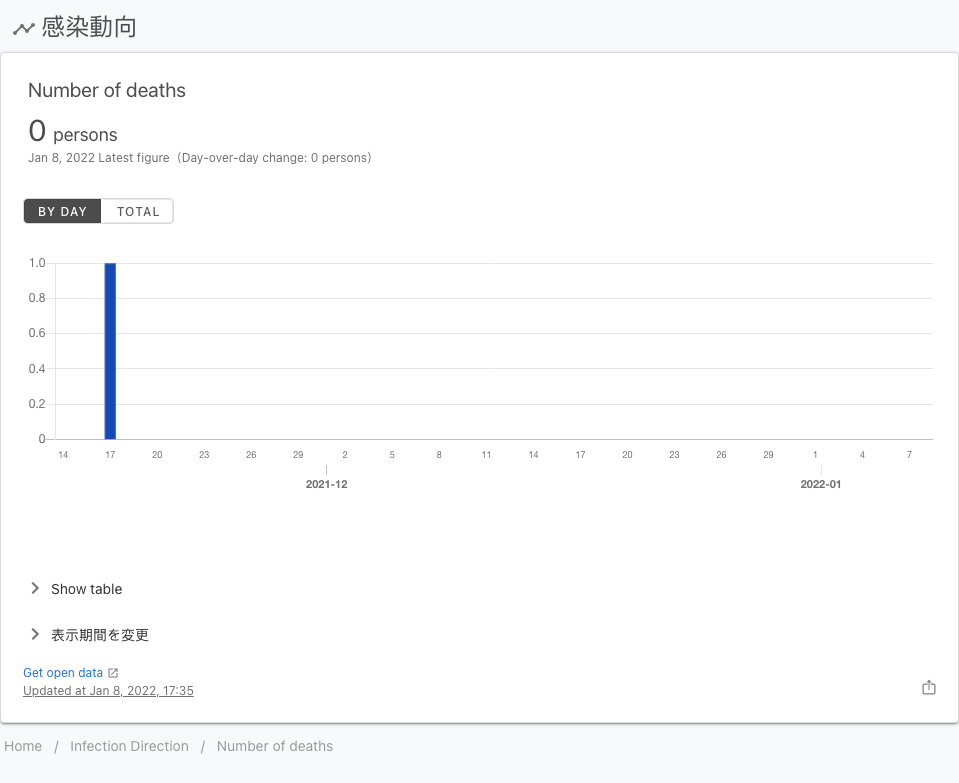 感染動向
Number of deaths
0 persons
Jan 8, 2022 Latest figure（Day-over-day change: 0 persons）
BY DAY TOTAL
1.0
0.8
0.6
0.4
0.2
0
14 17 20 23 26 29 2 5 8 11 14 17 20 23 26 29 1 4 7
2021-12 2022-01
Show table
表示期間を変更
Get open data
Updated at Jan 8, 2022, 17:35
Home / Infection Direction / Number of deaths